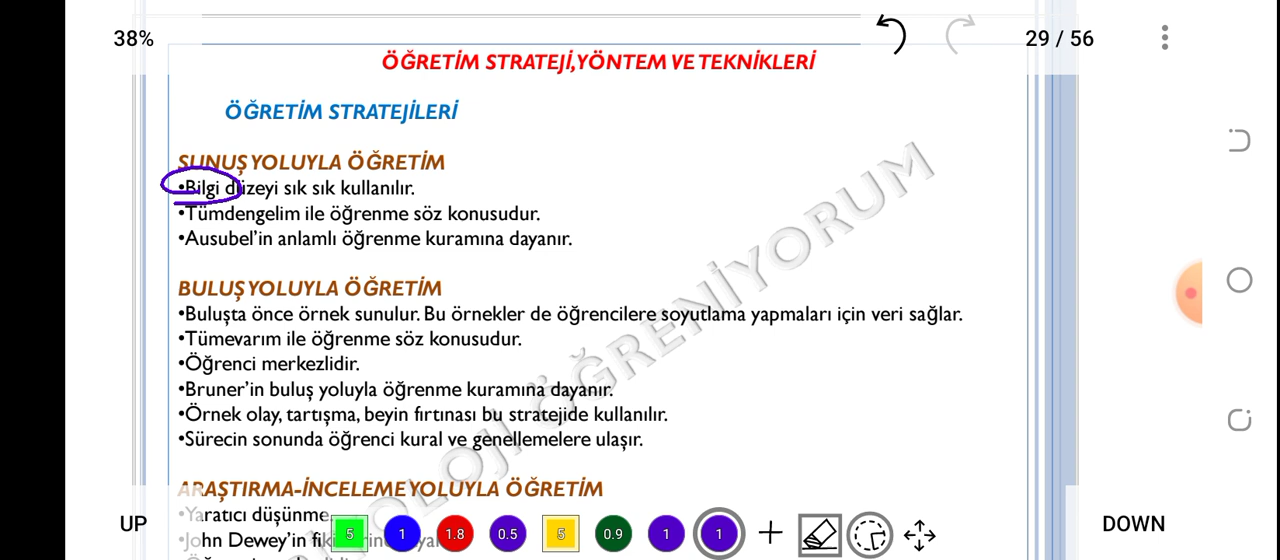 38%
29 / 56
ÖĞRETİM STRATEJİ,YÖNTEM VE TEKNİKLERİ
ÖĞRETİM STRATEJİLERİ
SUNUŞ YOLUYLA ÖĞRETİM
•Bilgi düzeyi sık sık kullanılır.
•Tümdengelim ile öğrenme söz konusudur.
•Ausubel’in anlamlı öğrenme kuramına dayanır.
BULUŞ YOLUYLA ÖĞRETİM
•Buluşta önce örnek sunulur. Bu örnekler de öğrencilere soyutlama yapmaları için veri sağlar.
•Tümevarım ile öğrenme söz konusudur.
•Öğrenci merkezlidir.
•Bruner’in buluş yoluyla öğrenme kuramına dayanır.
•Örnek olay, tartışma, beyin fırtınası bu stratejide kullanılır.
•Sürecin sonunda öğrenci kural ve genellemelere ulaşır.
ARAŞTIRMA-İNCELEME YOLUYLA ÖĞRETİM
•Yaratıcı düşünme,
•John Dewey’in
ÖĞRENİYORUM
UP
5 1 1.8 0.5 5 0.9 1 1
DOWN